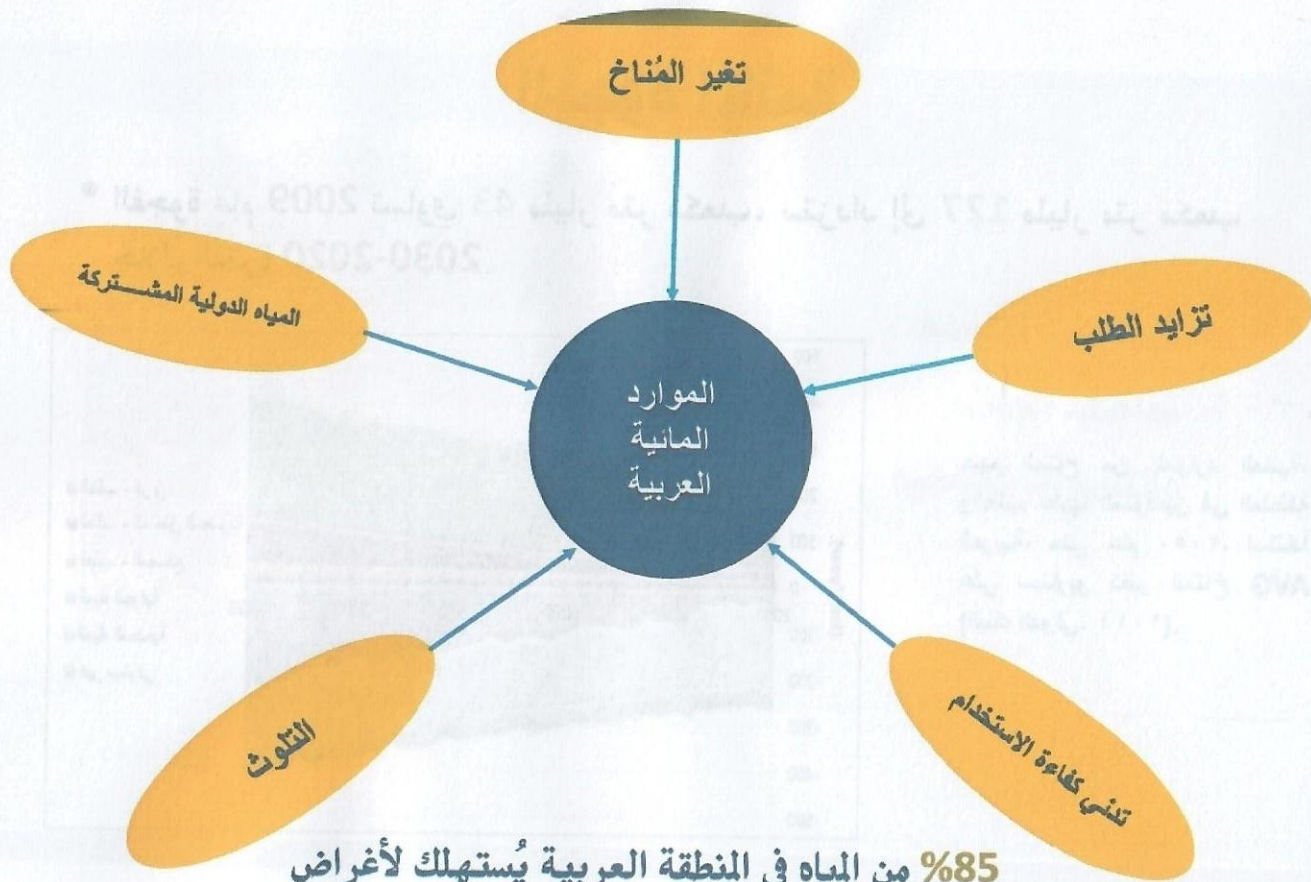 تغير المُناخ
المياه الدولية المشتركة
تزايد الطلب
الموارد
المائية
العربية
التلوث
تدني كفاءة الاستخدام
85% من المياه في المنطقة العربية يُستهلك لأغراض